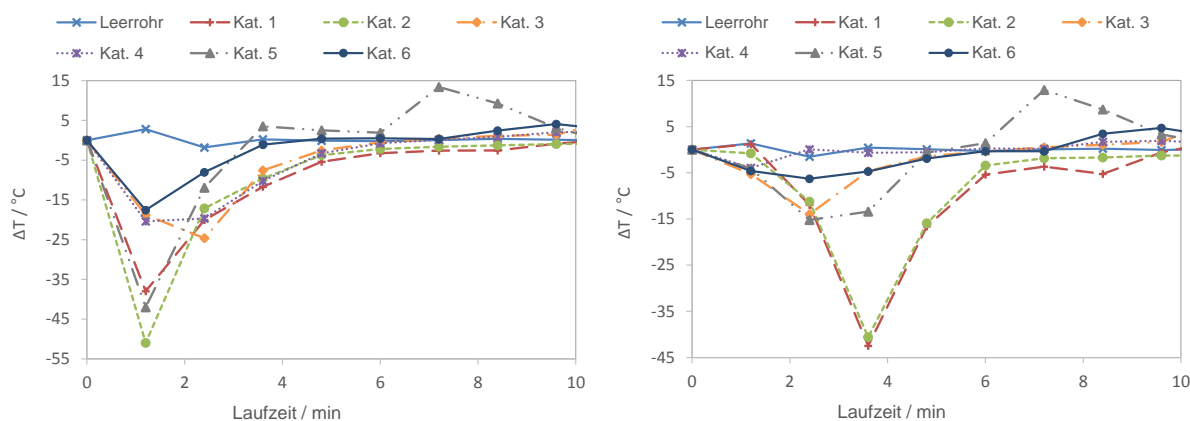 Leerrohr Kat. 1 Kat. 2 Kat. 3
Kat. 4 Kat. 5 Kat. 6
15
5
-5
-15
-25
-35
-45
-55
ΔT / °C
0 2 4 6 8 10
Laufzeit / min
Leerrohr Kat. 1 Kat. 2 Kat. 3
Kat. 4 Kat. 5 Kat. 6
15
5
-5
-15
-25
-35
-45
ΔT / °C
0 2 4 6 8 10
Laufzeit / min